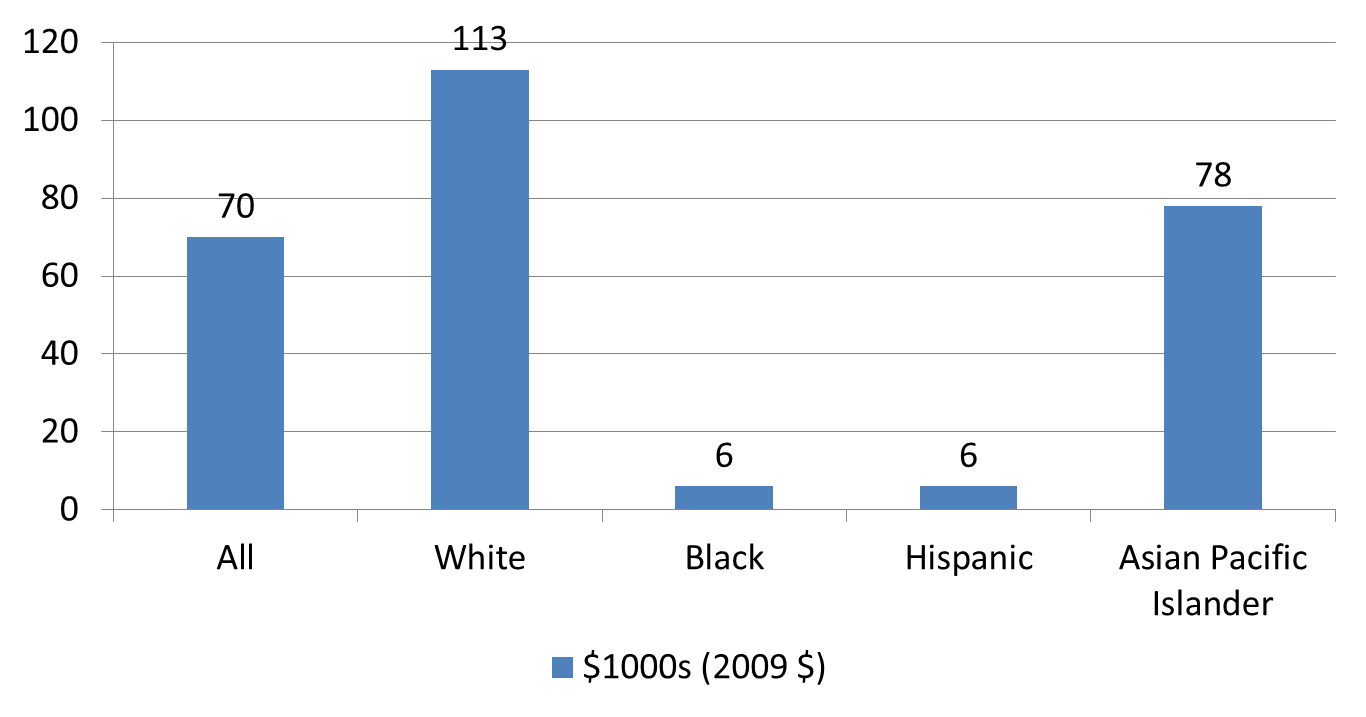 120
100
80
60
40
20
0
70
113
6
6
78
All
White
Black
Hispanic
Asian Pacific
Islander
$1000s (2009 $)